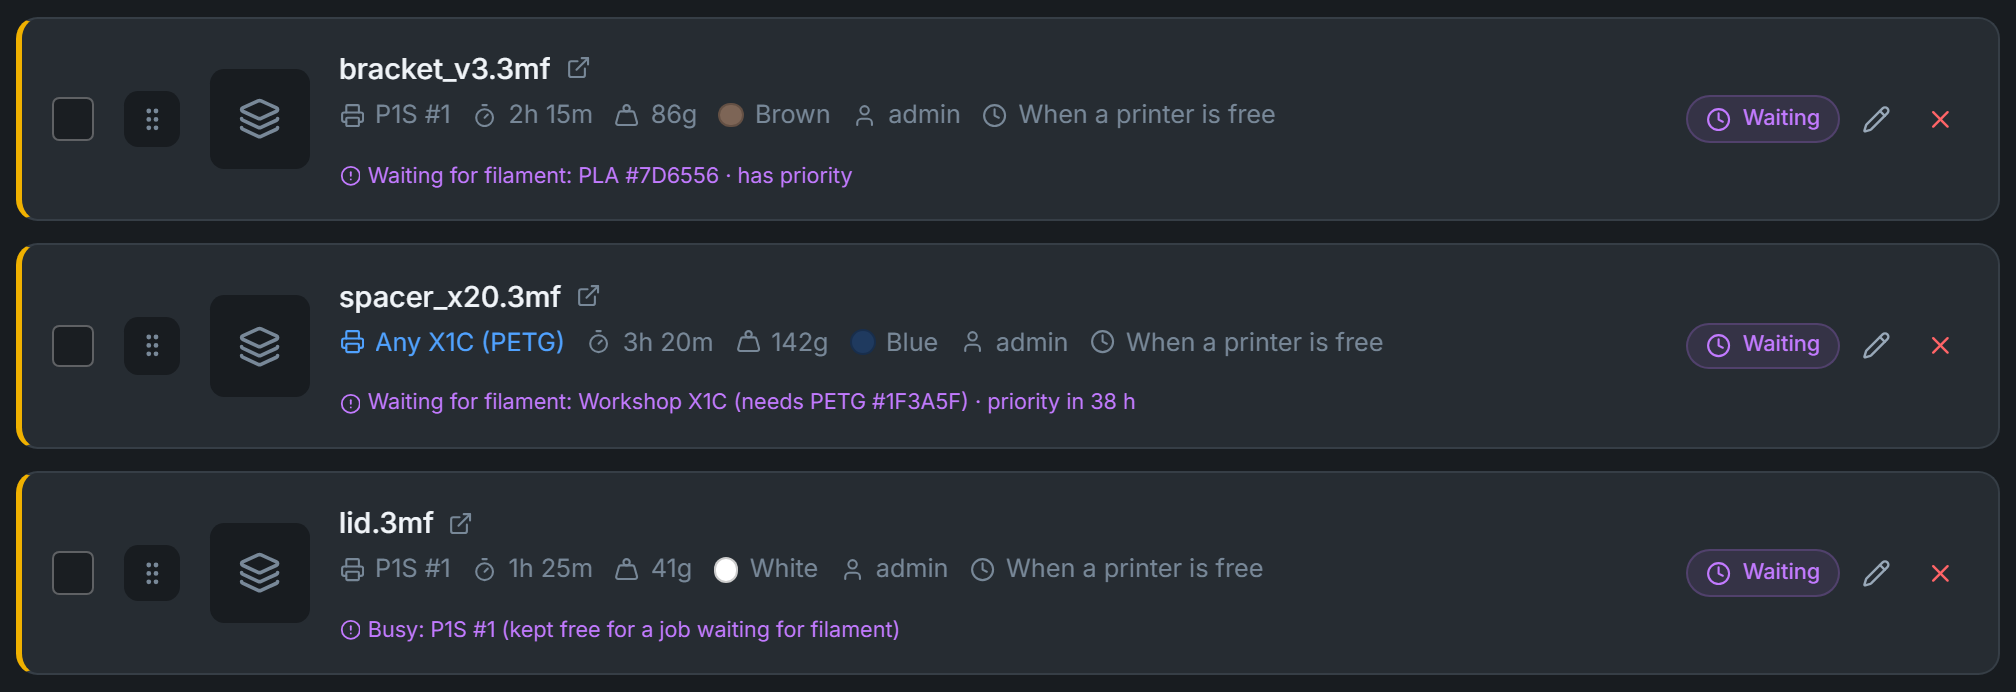 bracket_v3.3mf
P1S #1 2h 15m 86g Brown admin When a printer is free
Waiting for filament: PLA #7D6556 · has priority
Waiting
spacer_x20.3mf
Any X1C (PETG) 3h 20m 142g Blue admin When a printer is free
Waiting for filament: Workshop X1C (needs PETG #1F3A5F) · priority in 38 h
Waiting
lid.3mf
P1S #1 1h 25m 41g White admin When a printer is free
Busy: P1S #1 (kept free for a job waiting for filament)
Waiting